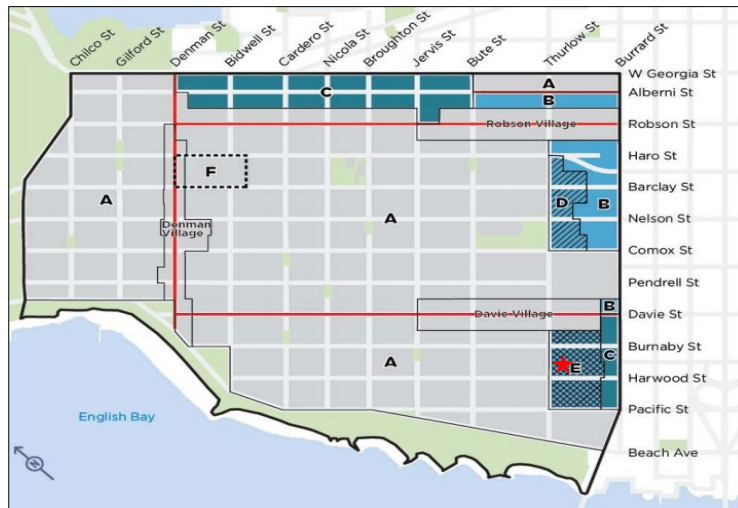 Chilco St
Gilford St
Denman St
Bidwell St
Cardero St
Nicola St
Broughton St
Jervis St
Bute St
Thurlow St
Burrard St
W Georgia St
A
Alberni St
C
B
Robson Village
Robson St
Haro St
F
Barclay St
A
D
B
Nelson St
Denman
Village
A
Comox St
Pendrell St
B
Davie Village
Davie St
Burnaby St
C
A
E
Harwood St
Pacific St
English Bay
Beach Ave
N